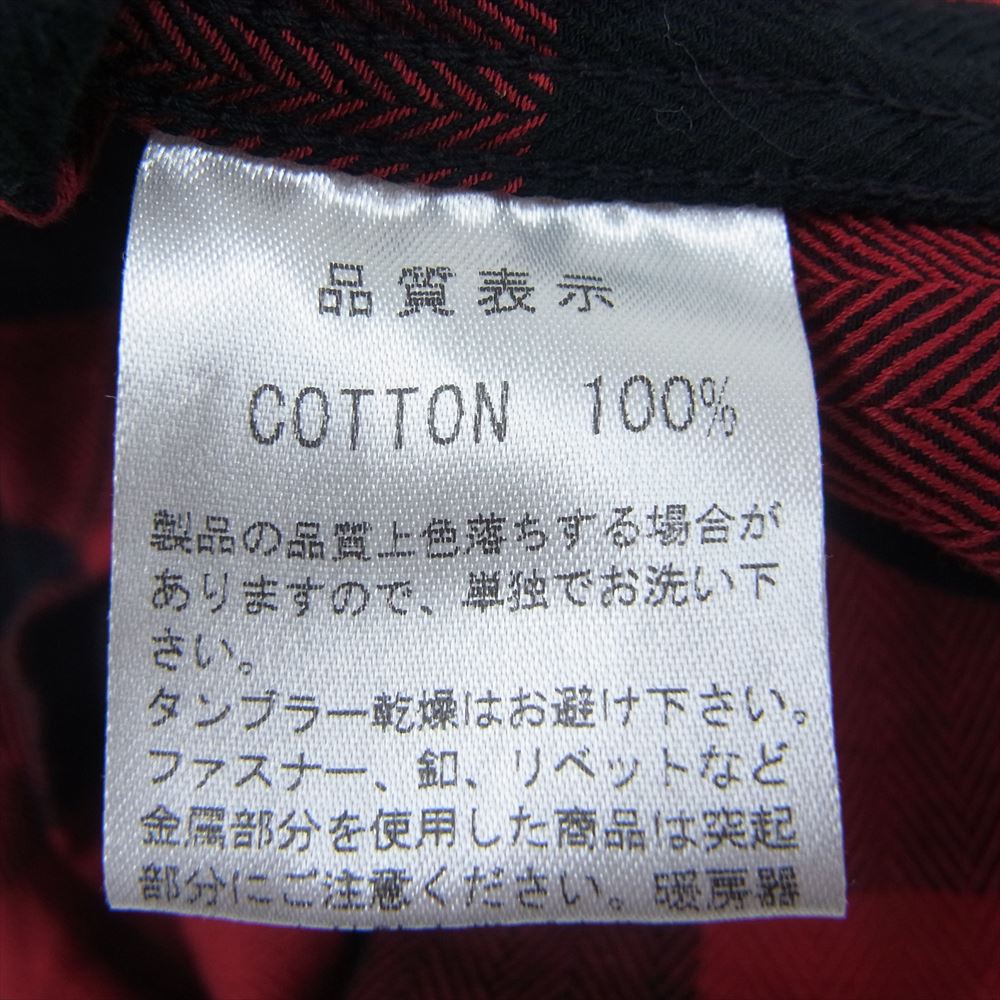 品質表示
COTTON 100%
製品の品質上色落ちする場合が
ありますので、単独でお洗い下
さい。
タンブラー乾燥はお避け下さい。
ファスナー、釦、リベットなど
金属部分を使用した商品は突起
部分にご注意ください。暖房器